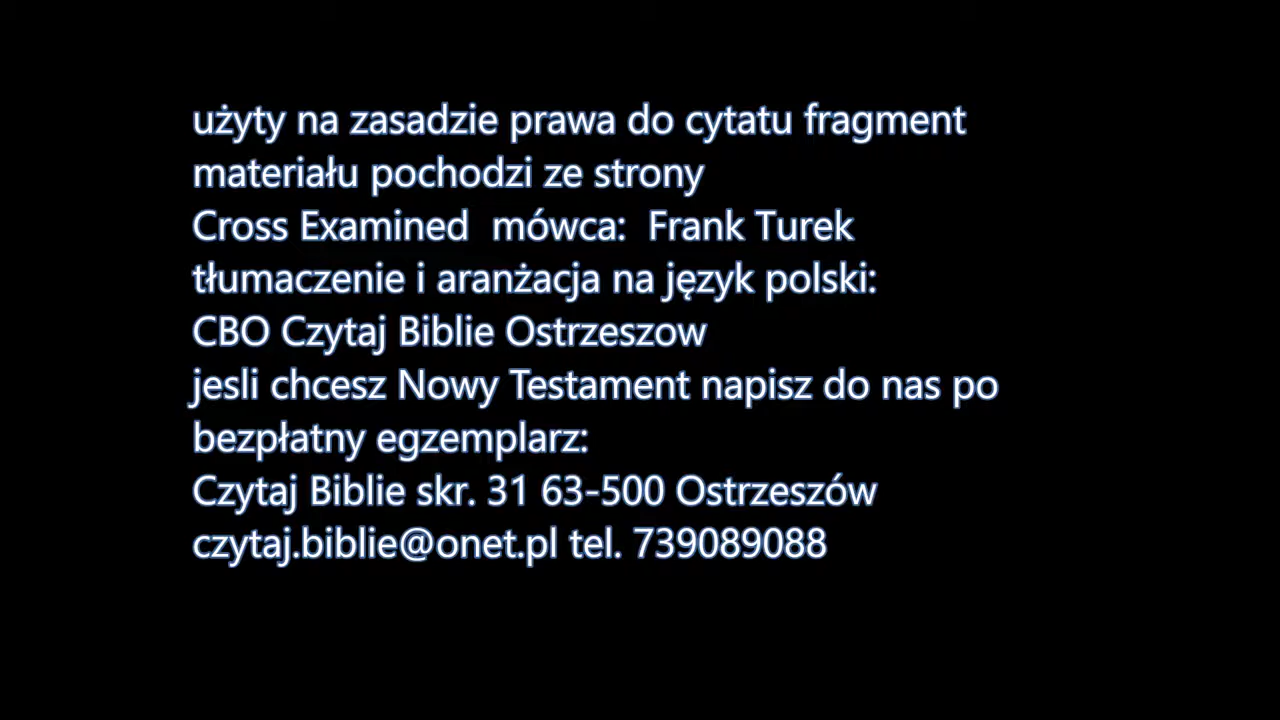 użyty na zasadzie prawa do cytatu fragment
materiału pochodzi ze strony
Cross Examined  mówca:  Frank Turek
tłumaczenie i aranżacja na język polski:
CBO Czytaj Biblie Ostrzeszow
jesli chcesz Nowy Testament napisz do nas po
bezpłatny egzemplarz:
Czytaj Biblie skr. 31 63-500 Ostrzeszów
czytaj.biblie@onet.pl tel. 739089088